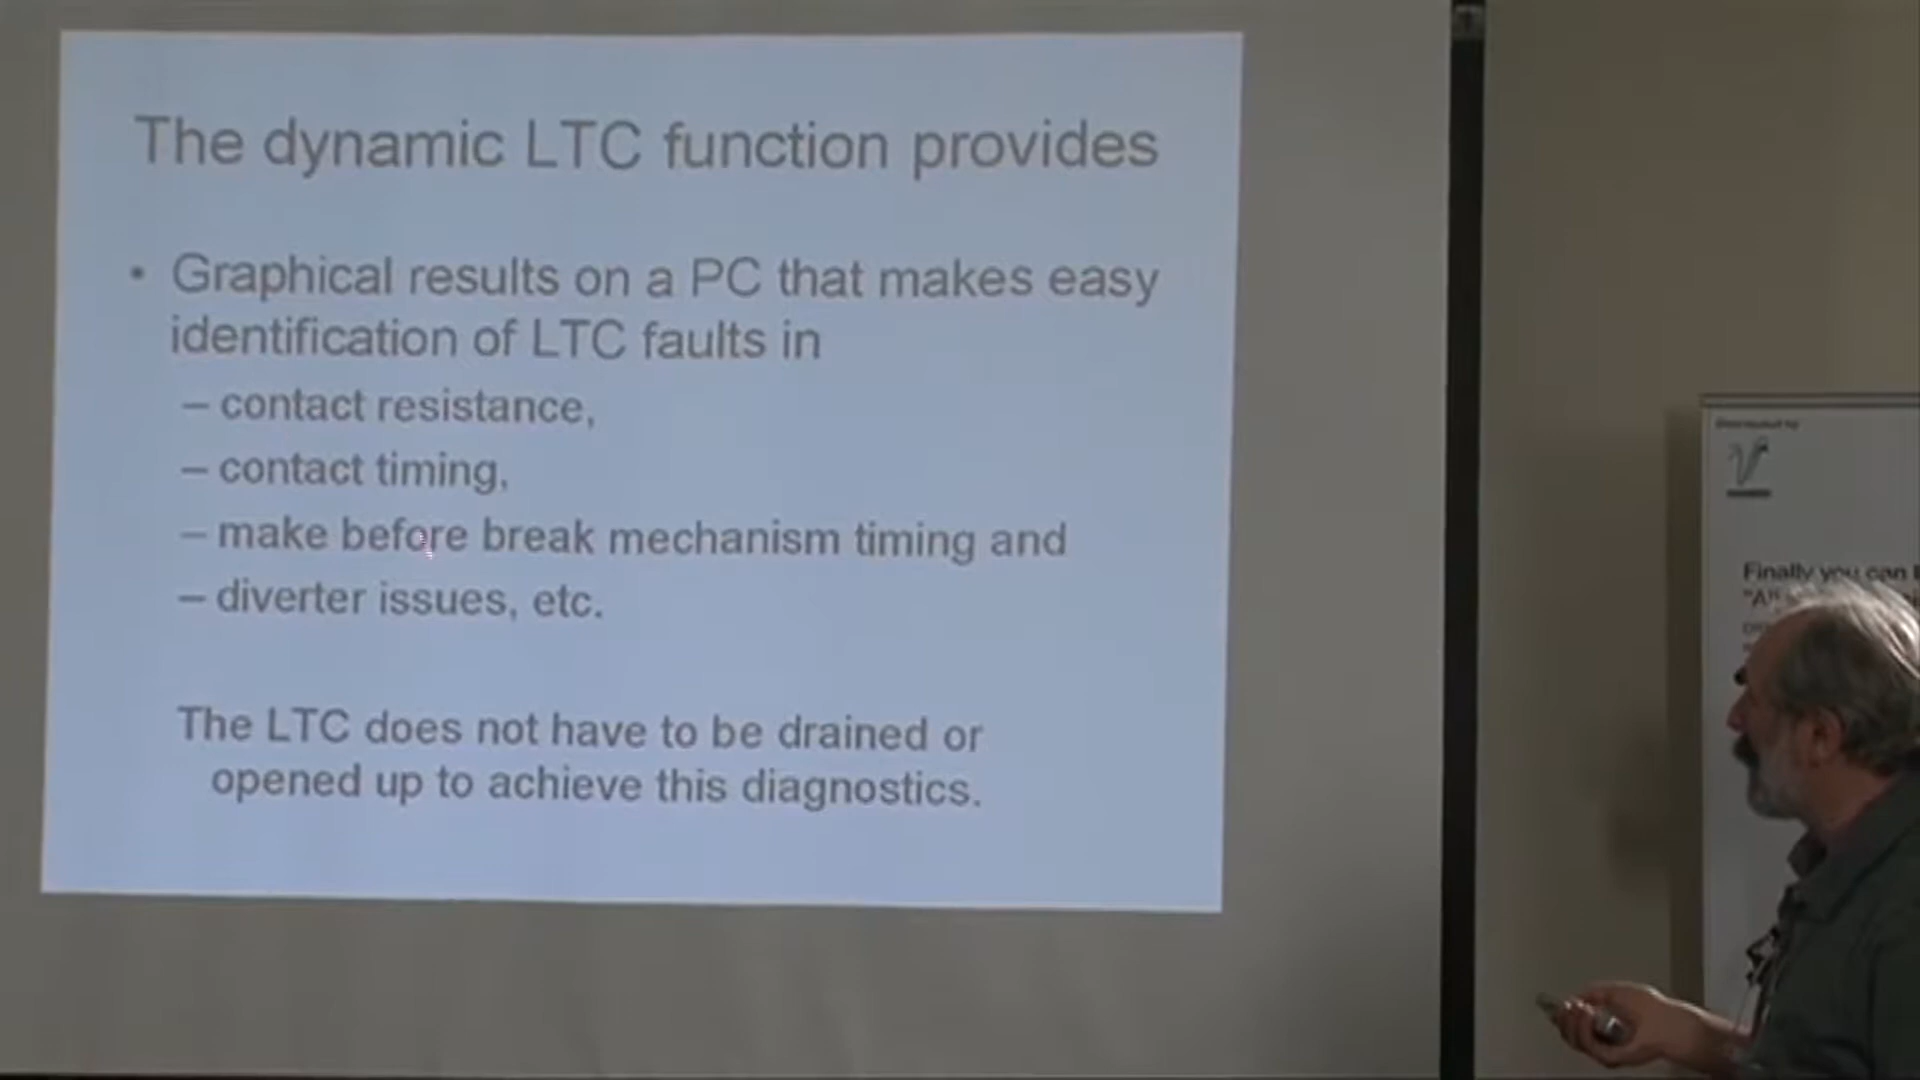 The dynamic LTC function provides
• Graphical results on a PC that makes easy
identification of LTC faults in
– contact resistance,
– contact timing,
– make before break mechanism timing and
– diverter issues, etc.
The LTC does not have to be drained or
opened up to achieve this diagnostics.
Finally you can